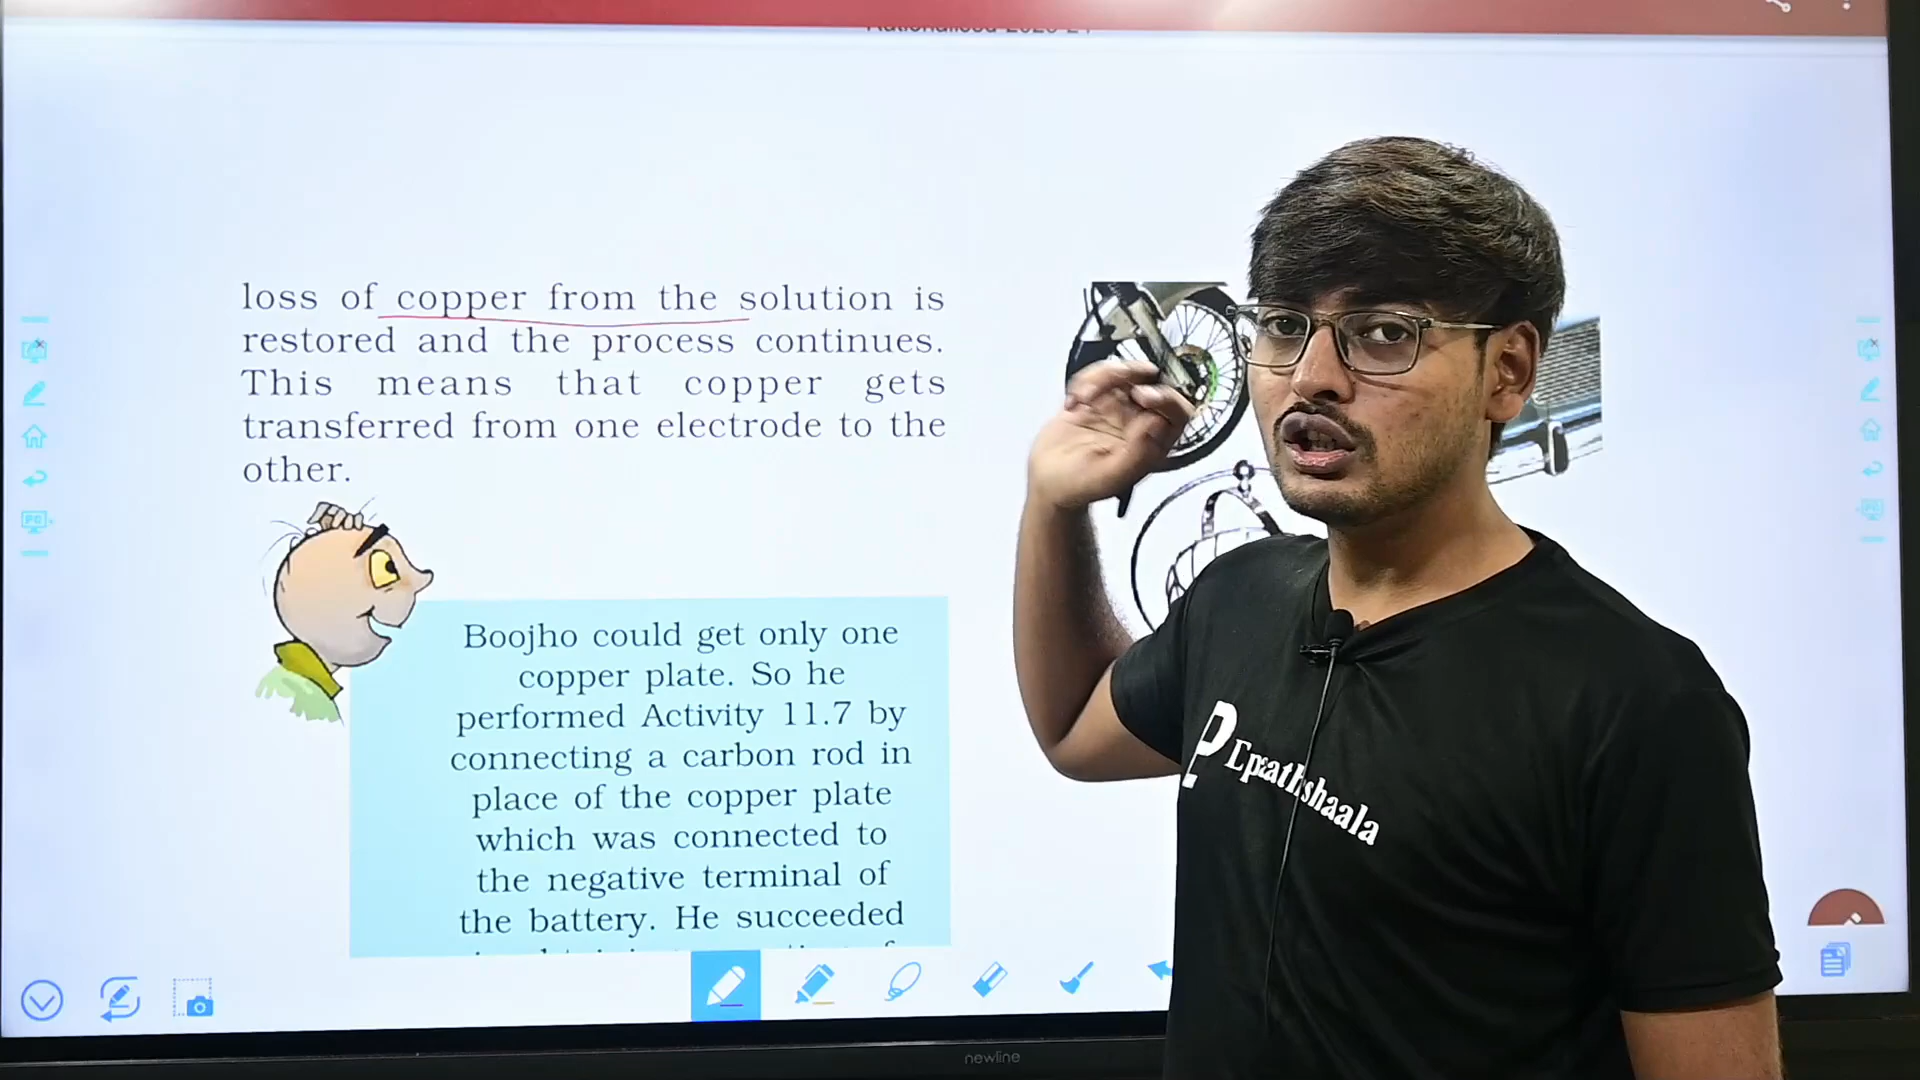 loss of copper from the solution is
restored and the process continues.
This means that copper gets
transferred from one electrode to the
other.
Boojho could get only one
copper plate. So he
performed Activity 11.7 by
connecting a carbon rod in
place of the copper plate
which was connected to
the negative terminal of
the battery. He succeeded
Epaathshaala
newline